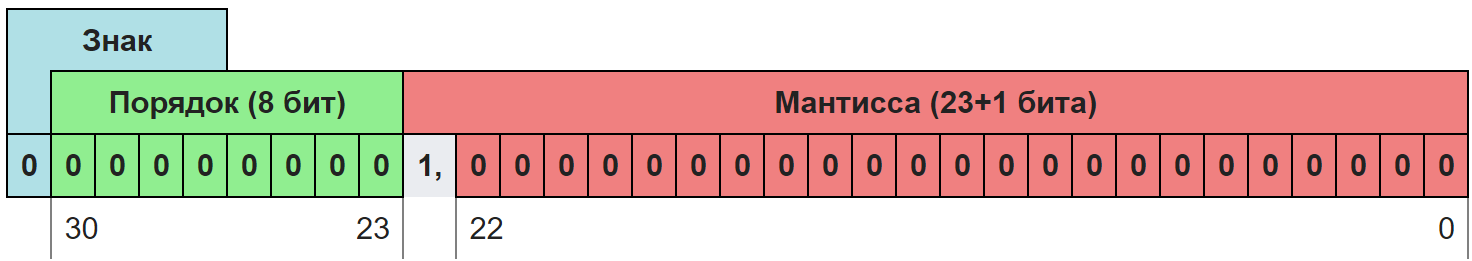 Знак
Порядок (8 бит) Мантисса (23+1 бита)
0 0 0 0 0 0 0 0 0 1, 0 0 0 0 0 0 0 0 0 0 0 0 0 0 0 0 0 0 0 0 0 0 0
30 23 22 0